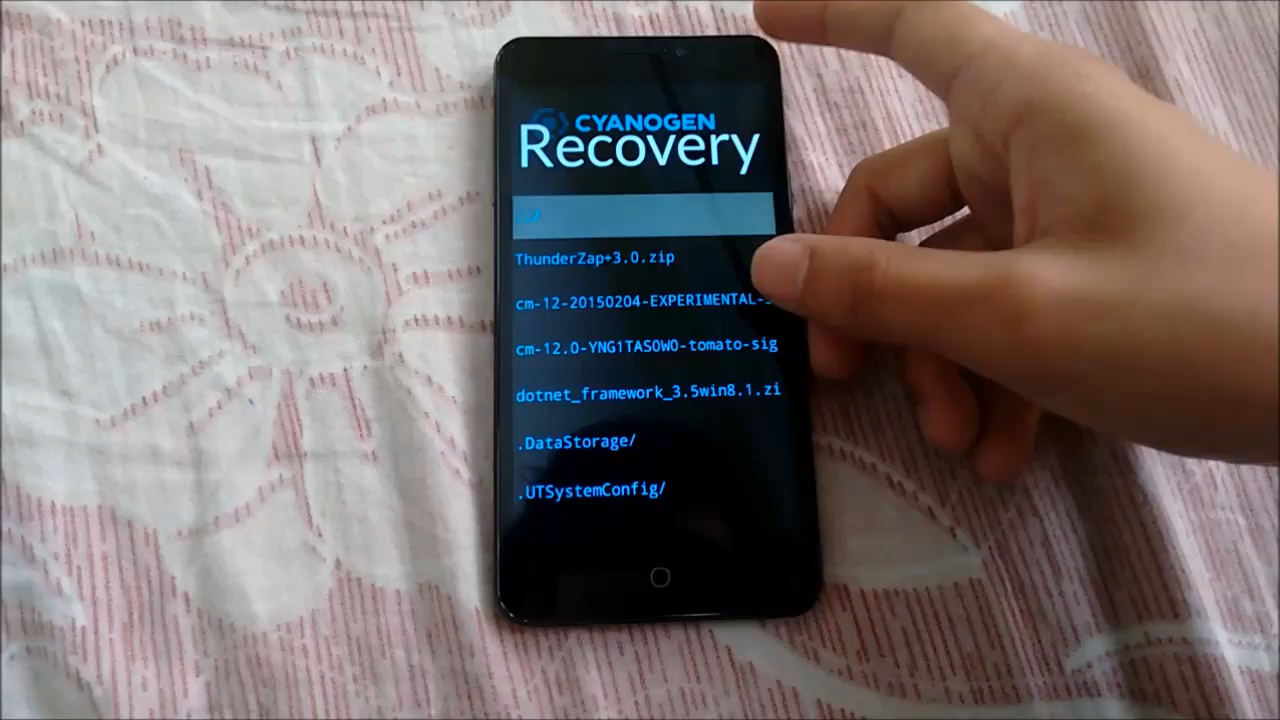 CYANOGEN
Recovery
../
ThunderZap+3.0.zip
cm-12-20150204-EXPERIMENTAL-
cm-12.0-YNG1TAS0W0-tomato-sig
dotnet_framework_3.5win8.1.zi
.DataStorage/
.UTSystemConfig/